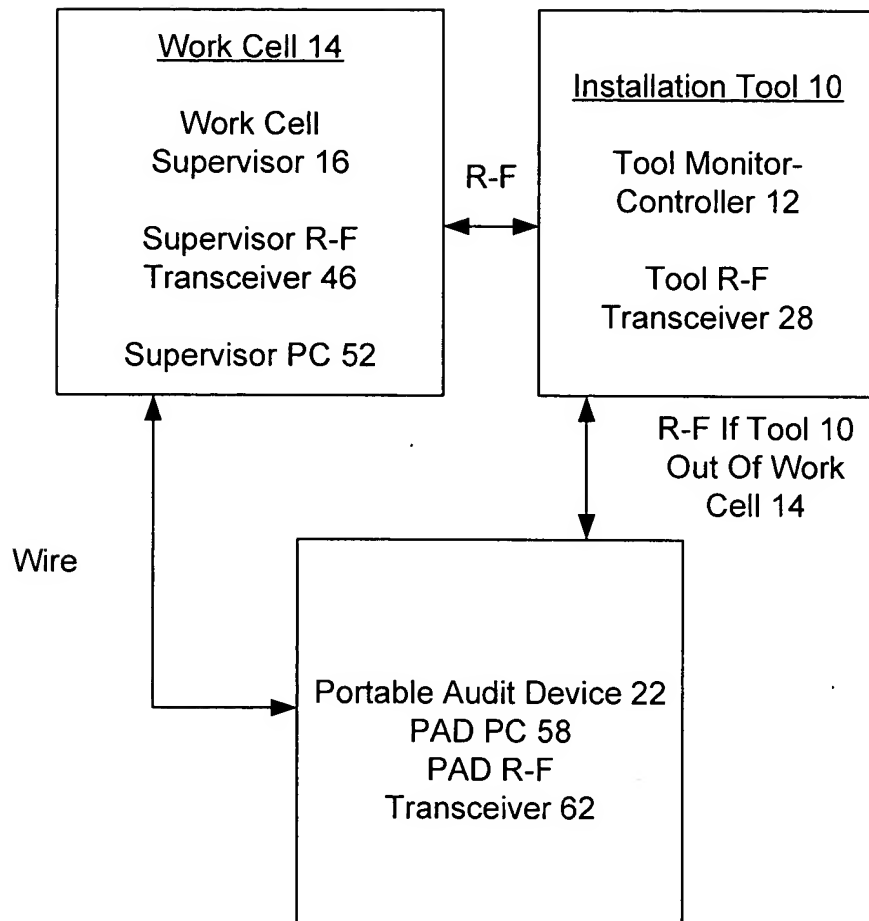 Work Cell 14
Work Cell
Supervisor 16
Supervisor R-F
Transceiver 46
Supervisor PC 52
R-F
Installation Tool 10
Tool Monitor-
Controller 12
Tool R-F
Transceiver 28
R-F If Tool 10
Out Of Work
Cell 14
Wire
Portable Audit Device 22
PAD PC 58
PAD R-F
Transceiver 62